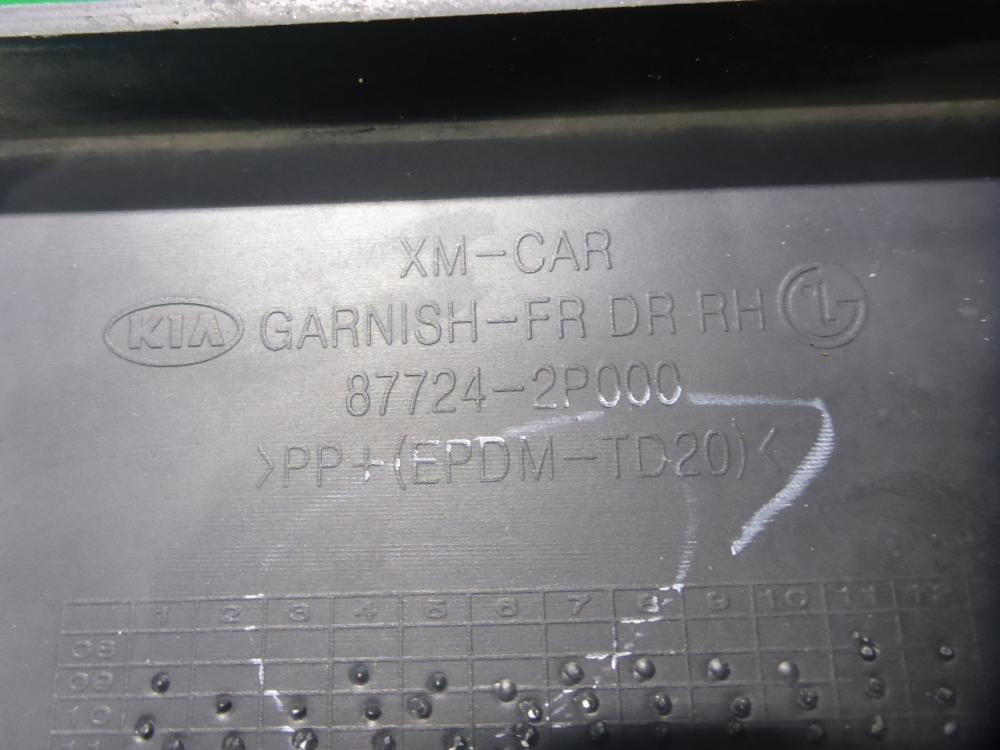 XM-CAR
KIA GARNISH-FR DR RH
87724-2P000
>PP+(EPDM-TD20)<
1 2 3 4 5 6 7 8 9 10 11 12
08
09
10
11